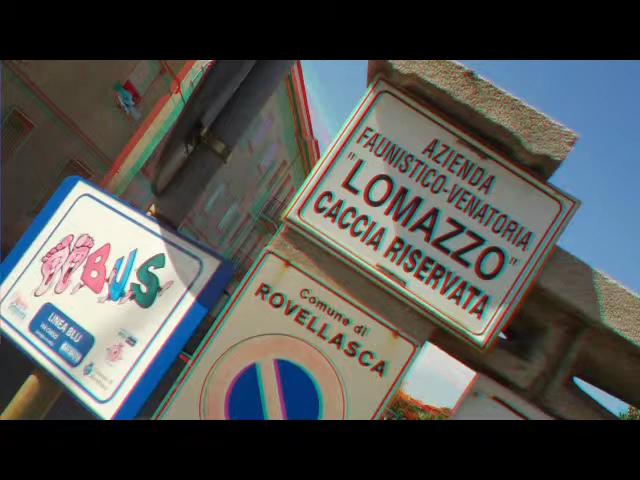 AZIENDA
FAUNISTICO-VENATORIA
"LOMAZZO"
CACCIA RISERVATA
Comune di
ROVELLASCA
BUS
LINEA BLU